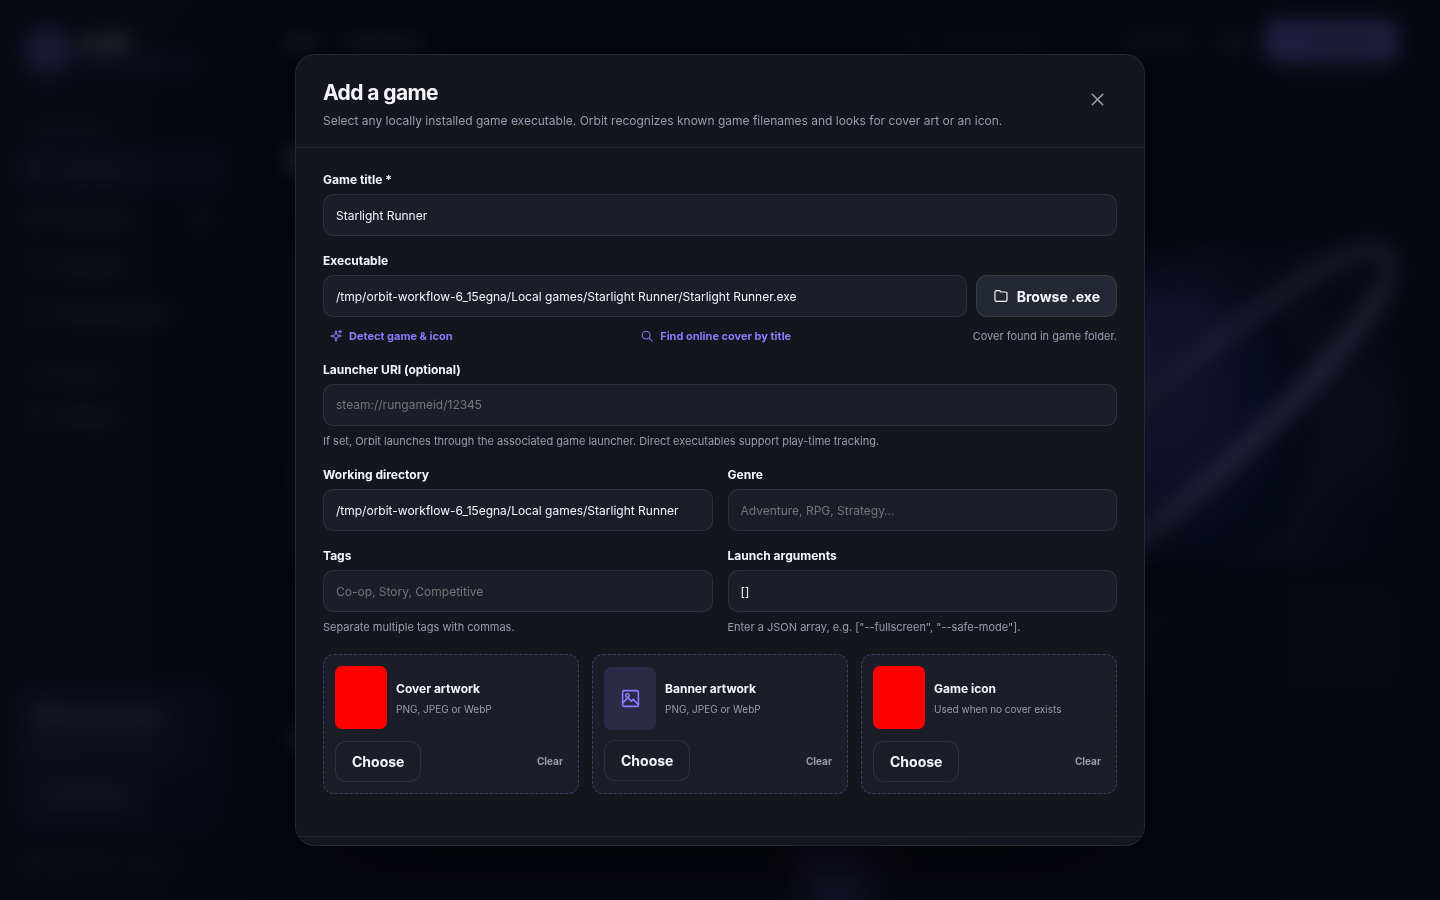 Add a game
Select any locally installed game executable. Orbit recognizes known game filenames and looks for cover art or an icon.
Game title *
Starlight Runner
Executable
/tmp/orbit-workflow-6_15egna/Local games/Starlight Runner/Starlight Runner.exe
Browse .exe
Detect game & icon
Find online cover by title
Cover found in game folder.
Launcher URI (optional)
steam://rungameid/12345
If set, Orbit launches through the associated game launcher. Direct executables support play-time tracking.
Working directory
Genre
/tmp/orbit-workflow-6_15egna/Local games/Starlight Runner
Adventure, RPG, Strategy...
Tags
Launch arguments
Co-op, Story, Competitive
[]
Separate multiple tags with commas.
Enter a JSON array, e.g. ["--fullscreen", "--safe-mode"].
Cover artwork
PNG, JPEG or WebP
Choose
Clear
Banner artwork
PNG, JPEG or WebP
Choose
Clear
Game icon
Used when no cover exists
Choose
Clear